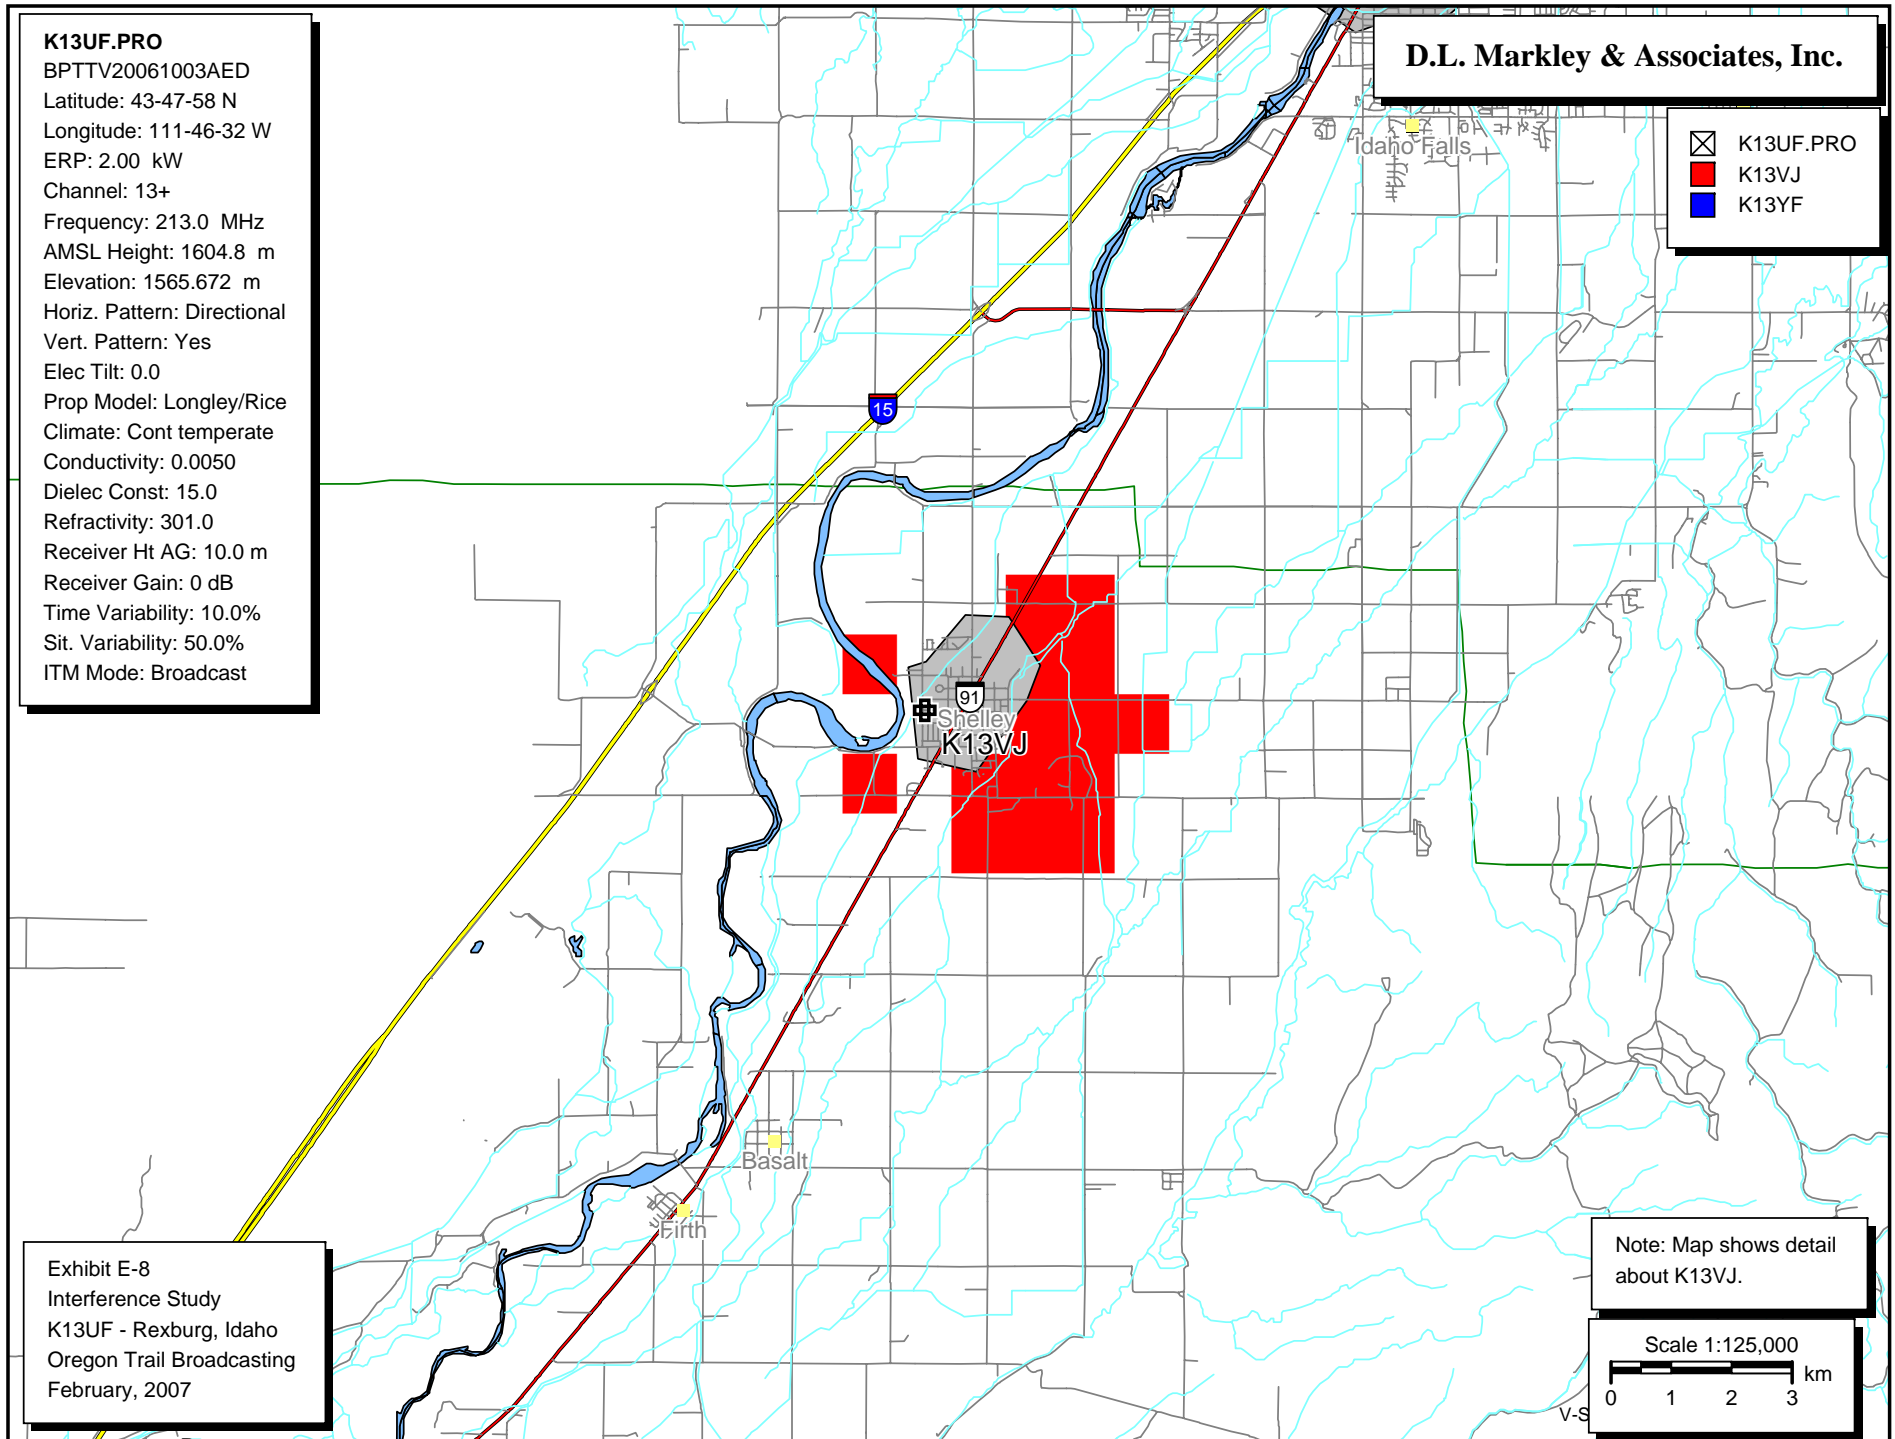 K13UF.PRO
BPTTV20061003AED
Latitude: 43-47-58 N
Longitude: 111-46-32 W
ERP: 2.00 kW
Channel: 13+
Frequency: 213.0 MHz
AMSL Height: 1604.8 m
Elevation: 1565.672 m
Horiz. Pattern: Directional
Vert. Pattern: Yes
Elec Tilt: 0.0
Prop Model: Longley/Rice
Climate: Cont temperate
Conductivity: 0.0050
Dielec Const: 15.0
Refractivity: 301.0
Receiver Ht AG: 10.0 m
Receiver Gain: 0 dB
Time Variability: 10.0%
Sit. Variability: 50.0%
ITM Mode: Broadcast
D.L. Markley & Associates, Inc.
K13UF.PRO
K13VJ
K13YF
Idaho Falls
15
91
Shelley
K13VJ
Basalt
Firth
Exhibit E-8
Interference Study
K13UF - Rexburg, Idaho
Oregon Trail Broadcasting
February, 2007
Note: Map shows detail
about K13VJ.
Scale 1:125,000
km
0 1 2 3
V-S